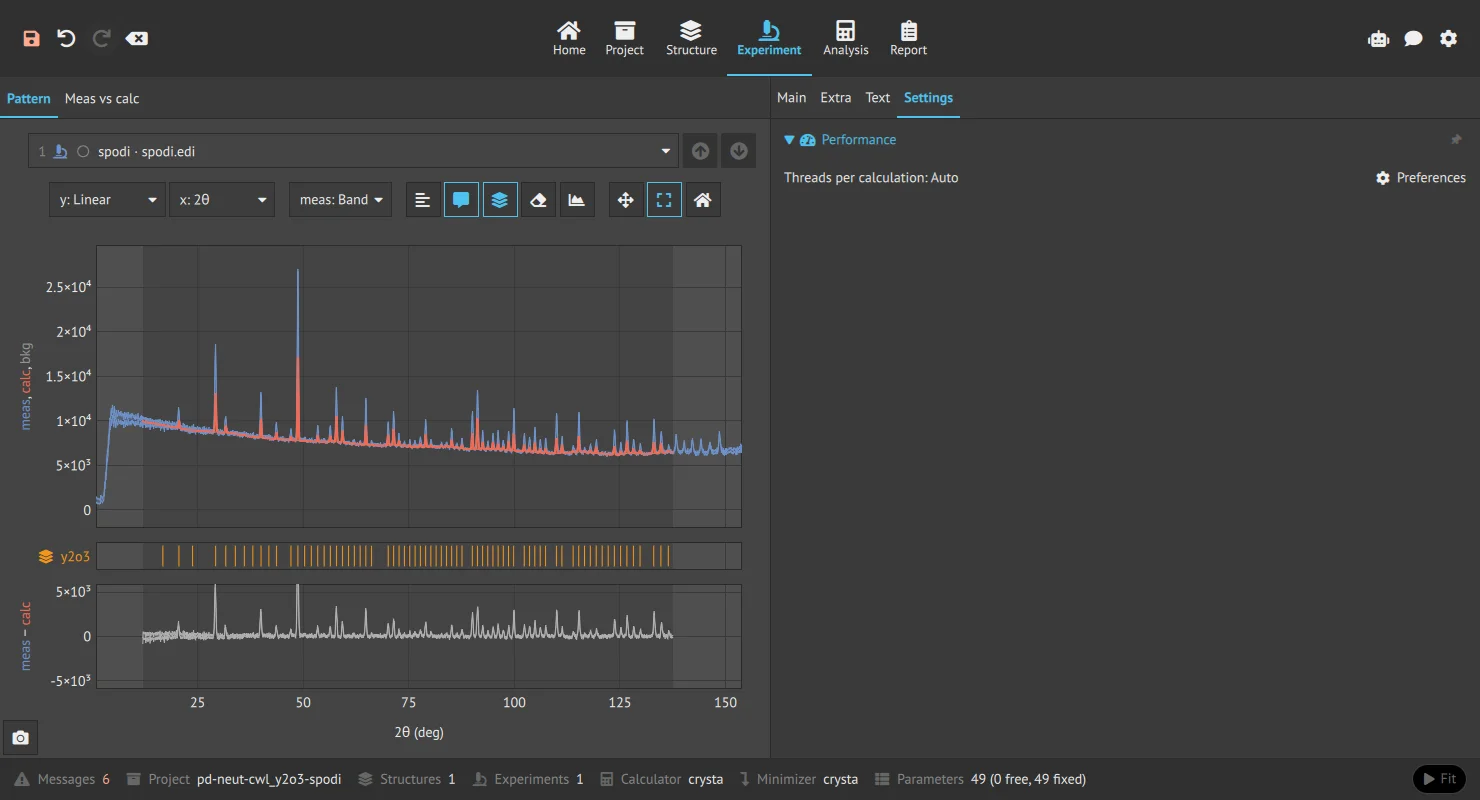 Home
Project
Structure
Experiment
Analysis
Report
Pattern
Meas vs calc
Main
Extra
Text
Settings
1 spodi · spodi.edi
Performance
Threads per calculation: Auto
Preferences
y: Linear
x: 2θ
meas: Band
2.5×10⁴
2×10⁴
1.5×10⁴
1×10⁴
5×10³
0
meas, calc, bkg
y2o3
5×10³
0
-5×10³
meas − calc
25
50
75
100
125
150
2θ (deg)
Messages 6
Project pd-neut-cwl_y2o3-spodi
Structures 1
Experiments 1
Calculator crysta
Minimizer crysta
Parameters 49 (0 free, 49 fixed)
Fit